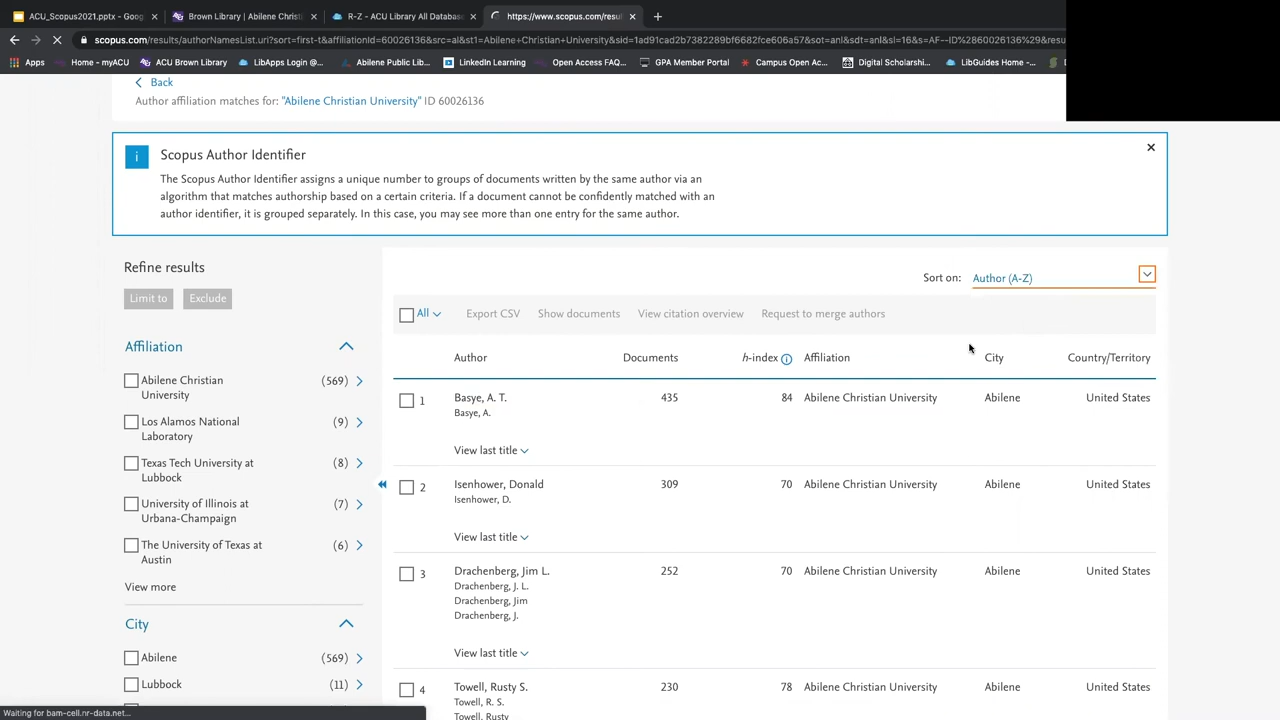 ACU_Scopus2021.pptx - Goog
Brown Library | Abilene Christ
R-Z - ACU Library All Database
https://www.scopus.com/resul
scopus.com/results/authorNamesList.uri?sort=first-t&affiliationId=60026136&src=al&st1=Abilene+Christian+University&sid=1ad91cad2b7382289bf6682fce606a57&sot=anl&sdt=anl&sl=16&s=AF--ID%2860026136%29&resu
Apps
Home - myACU
ACU Brown Library
LibApps Login @...
Abilene Public Lib...
LinkedIn Learning
Open Access FAQ...
GPA Member Portal
Campus Open Ac...
Digital Scholarshi...
LibGuides Home -...
Back
Author affiliation matches for: "Abilene Christian University" ID 60026136
i
Scopus Author Identifier
The Scopus Author Identifier assigns a unique number to groups of documents written by the same author via an
algorithm that matches authorship based on a certain criteria. If a document cannot be confidently matched with an
author identifier, it is grouped separately. In this case, you may see more than one entry for the same author.
Refine results
Limit to Exclude
Affiliation
Abilene Christian University (569)
Los Alamos National Laboratory (9)
Texas Tech University at Lubbock (8)
University of Illinois at Urbana-Champaign (7)
The University of Texas at Austin (6)
View more
City
Abilene (569)
Lubbock (11)
Sort on: Author (A-Z)
All Export CSV Show documents View citation overview Request to merge authors
Author Documents h-index i Affiliation City Country/Territory
1 Basye, A. T. 435 84 Abilene Christian University Abilene United States
Basye, A.
View last title
2 Isenhower, Donald 309 70 Abilene Christian University Abilene United States
Isenhower, D.
View last title
3 Drachenberg, Jim L. 252 70 Abilene Christian University Abilene United States
Drachenberg, J. L.
Drachenberg, Jim
Drachenberg, J.
View last title
4 Towell, Rusty S. 230 78 Abilene Christian University Abilene United States
Towell, R. S.
Towell, Rusty
Waiting for bam-cell.nr-data.net...